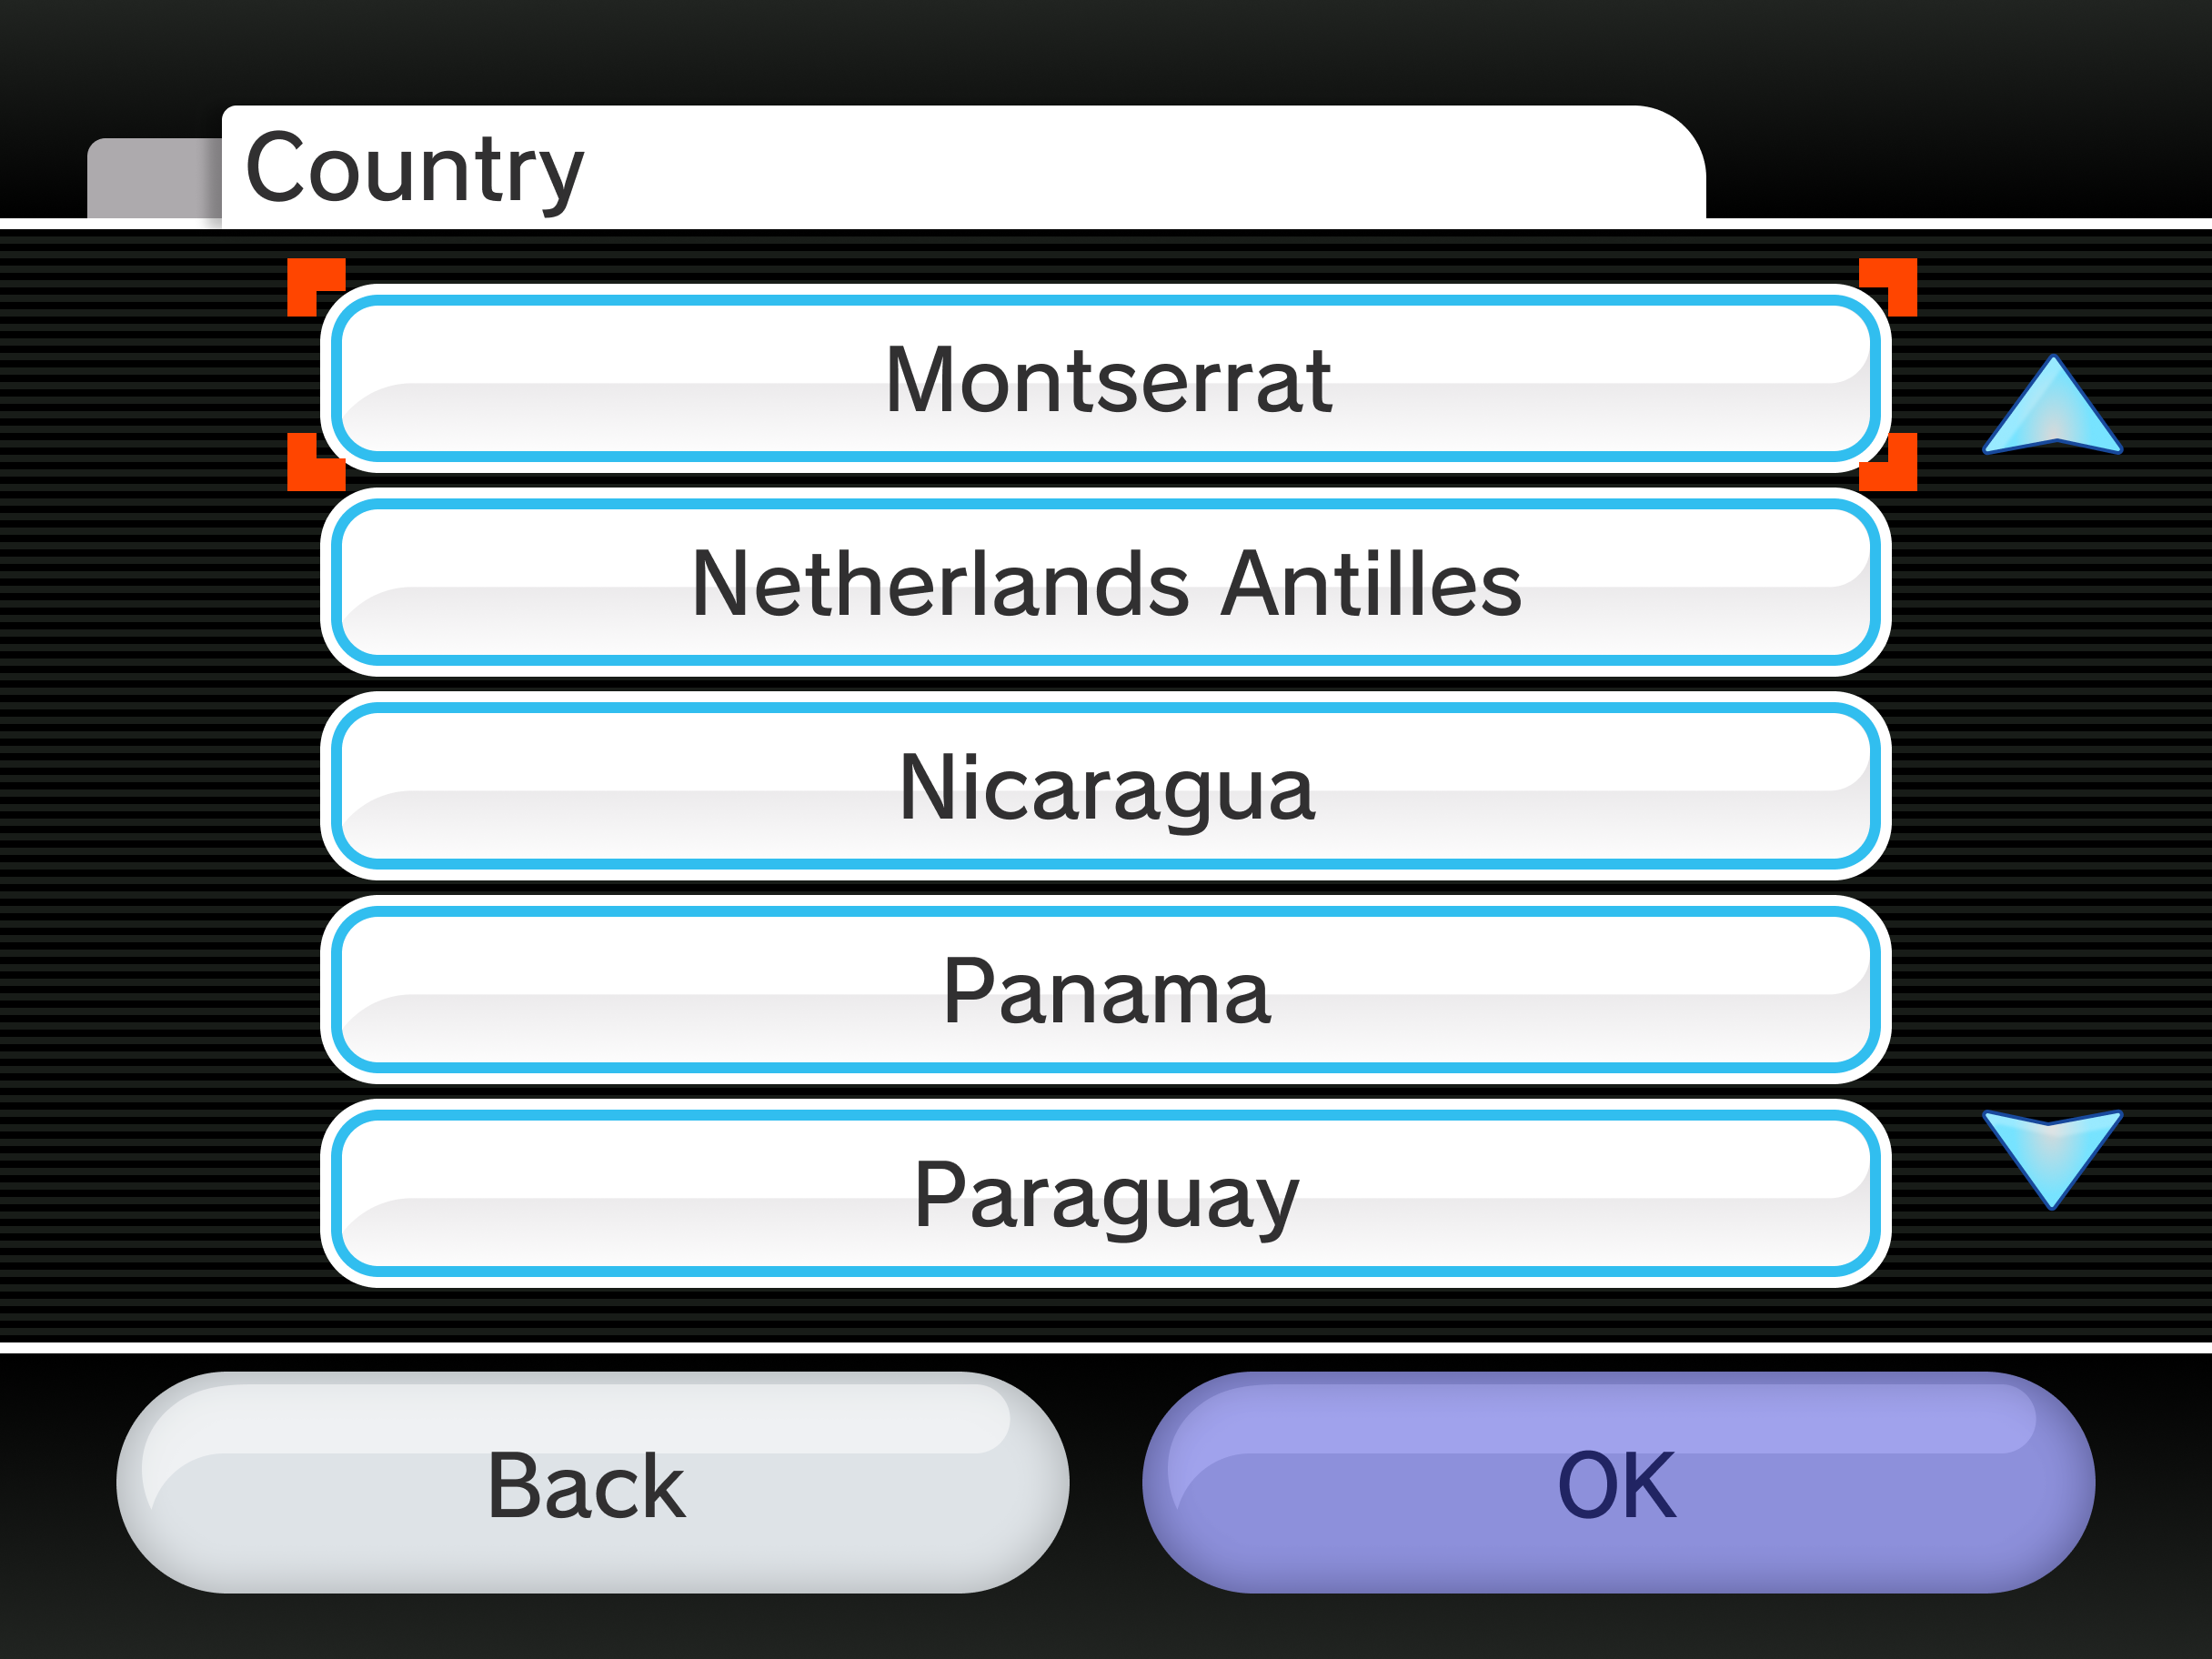 Country
Montserrat
Netherlands Antilles
Nicaragua
Panama
Paraguay
Back
OK